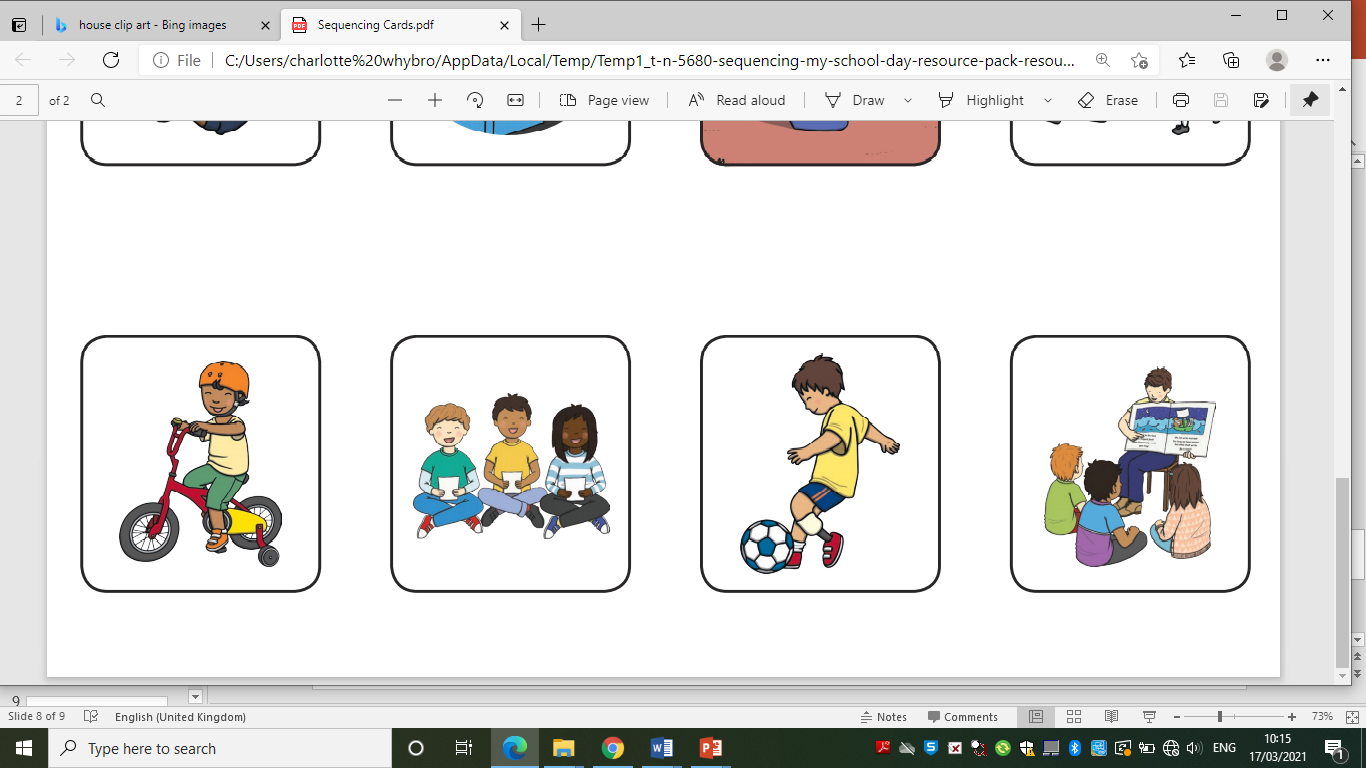 house clip art - Bing images
Sequencing Cards.pdf
File
C:/Users/charlotte%20whybro/AppData/Local/Temp/Temp1_t-n-5680-sequencing-my-school-day-resource-pack-resou...
2 of 2
Page view
Read aloud
Draw
Highlight
Erase
9
Slide 8 of 9
English (United Kingdom)
Notes
Comments
73%
Type here to search
ENG
10:15
17/03/2021
1